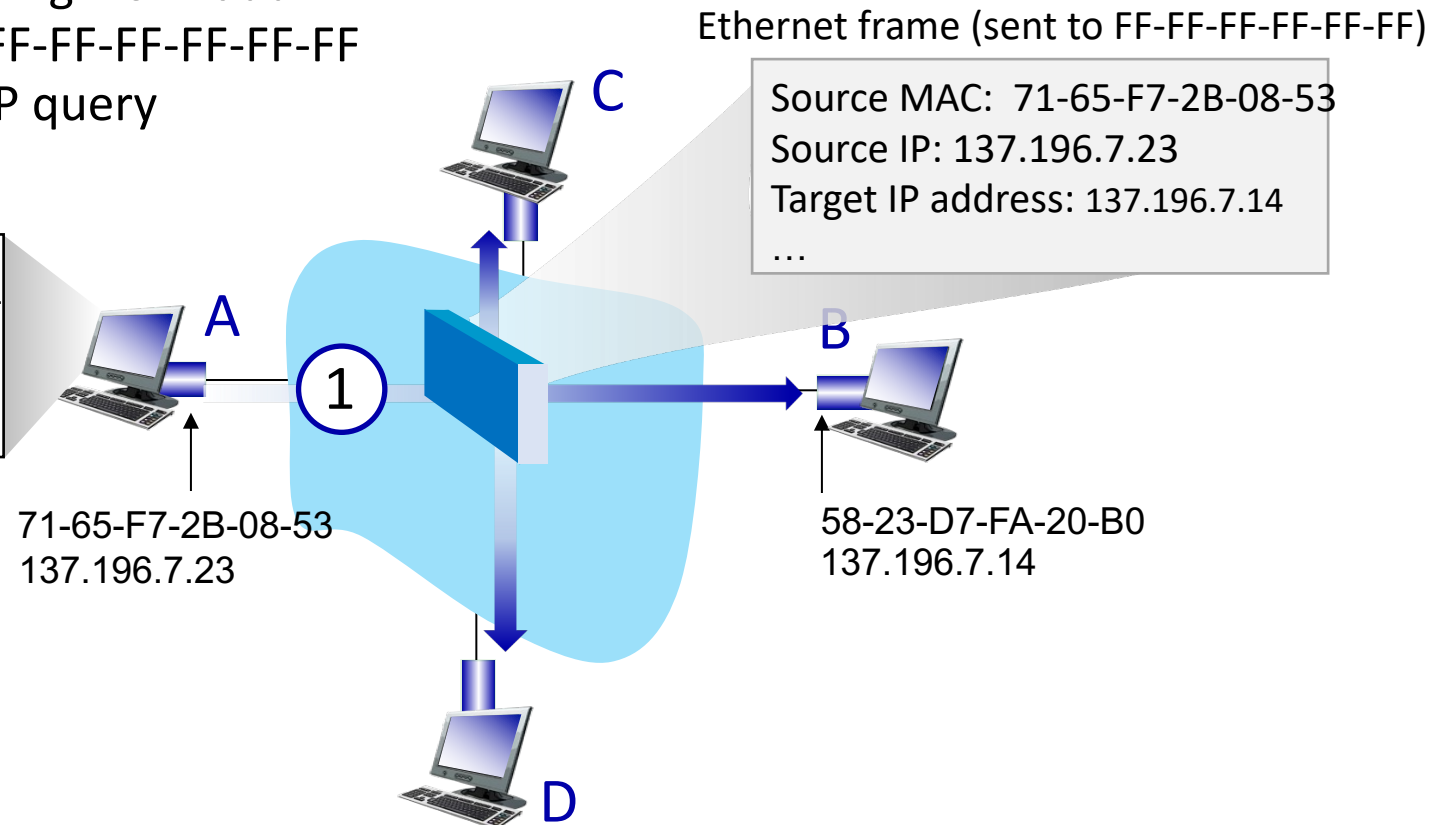 FF-FF-FF-FF-FF-FF
P query
Ethernet frame (sent to FF-FF-FF-FF-FF-FF)
Source MAC: 71-65-F7-2B-08-53
Source IP: 137.196.7.23
Target IP address: 137.196.7.14
…
C
A
B
1
71-65-F7-2B-08-53
137.196.7.23
58-23-D7-FA-20-B0
137.196.7.14
D